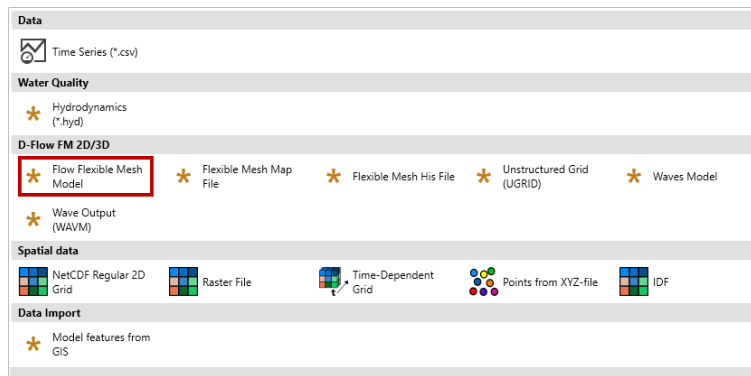 Data
Time Series (*.csv)
Water Quality
Hydrodynamics
(*.hyd)
D-Flow FM 2D/3D
Flow Flexible Mesh
Model
Flexible Mesh Map
File
Flexible Mesh His File
Unstructured Grid
(UGRID)
Waves Model
Wave Output
(WAVM)
Spatial data
NetCDF Regular 2D
Grid
Raster File
t
Time-Dependent
Grid
Points from XYZ-file
IDF
Data Import
Model features from
GIS